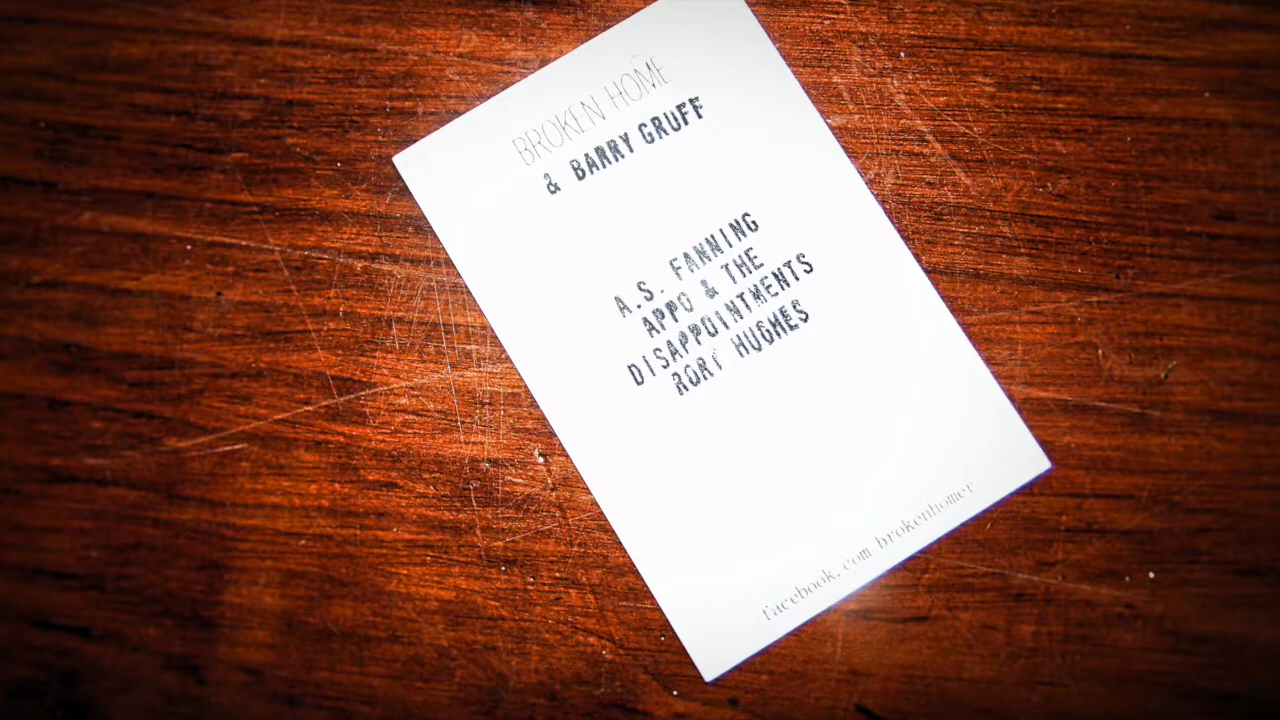 BROKEN HOME
& BARRY GRUFF
A.S. FANNING
APPO & THE
DISAPPOINTMENTS
RORY HUGHES
facebook.com brokenhomer